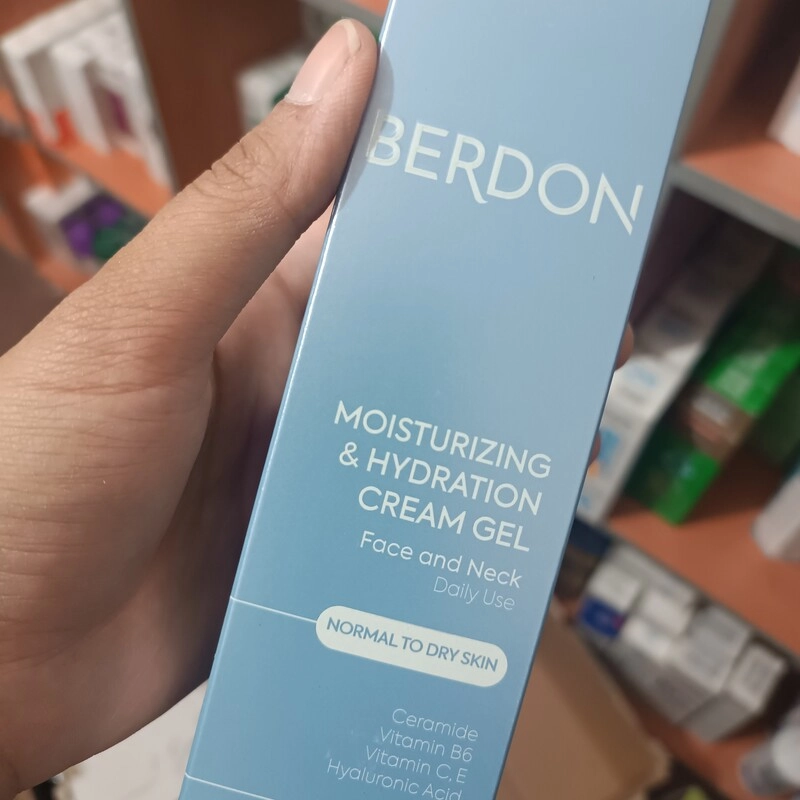 BERDON
MOISTURIZING
& HYDRATION
CREAM GEL
Face and Neck
Daily Use
NORMAL TO DRY SKIN
Ceramide
Vitamin B6
Vitamin C, E
Hyaluronic Acid